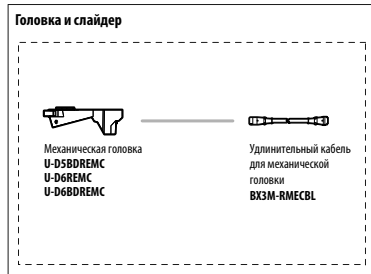 Головка и слайдер
Механическая головка
U-D5BDREMC
U-D6REMC
U-D6BDREMC
Удлинительный кабель
для механической
головки
BX3M-RMECBL